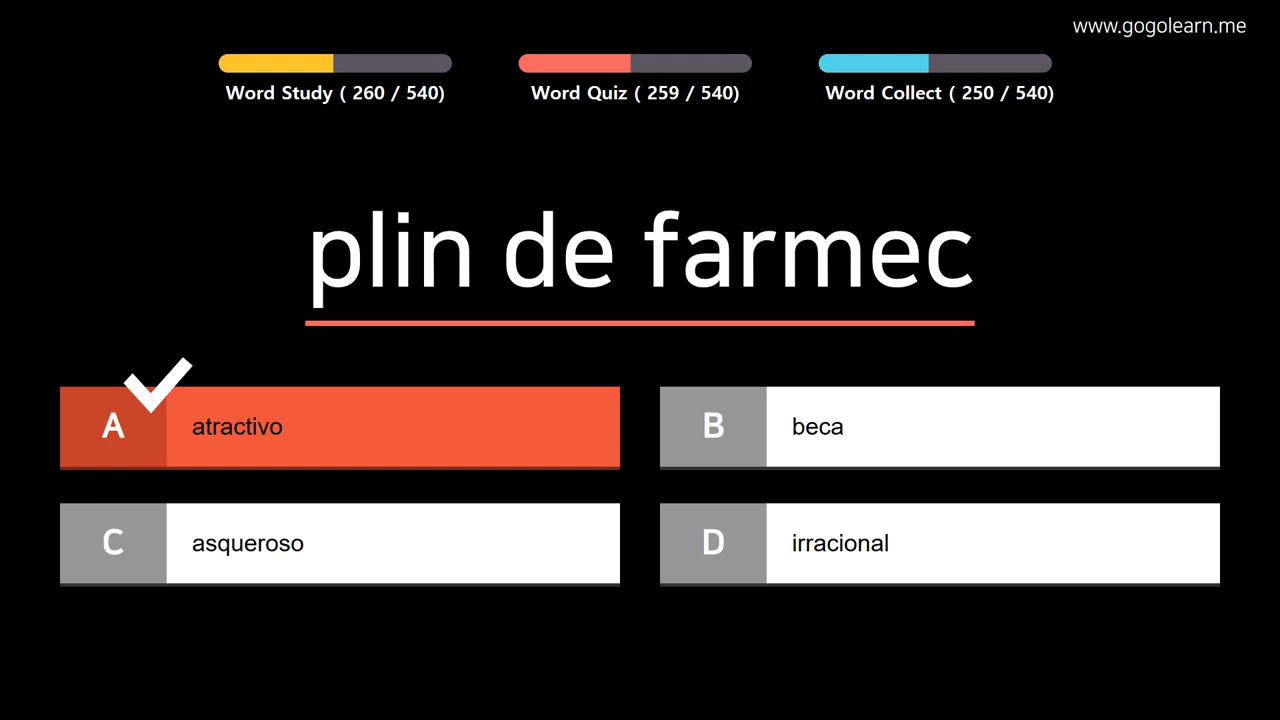 www.gogolearn.me
Word Study ( 260 / 540)
Word Quiz ( 259 / 540)
Word Collect ( 250 / 540)
plin de farmec
A atractivo
B beca
C asqueroso
D irracional